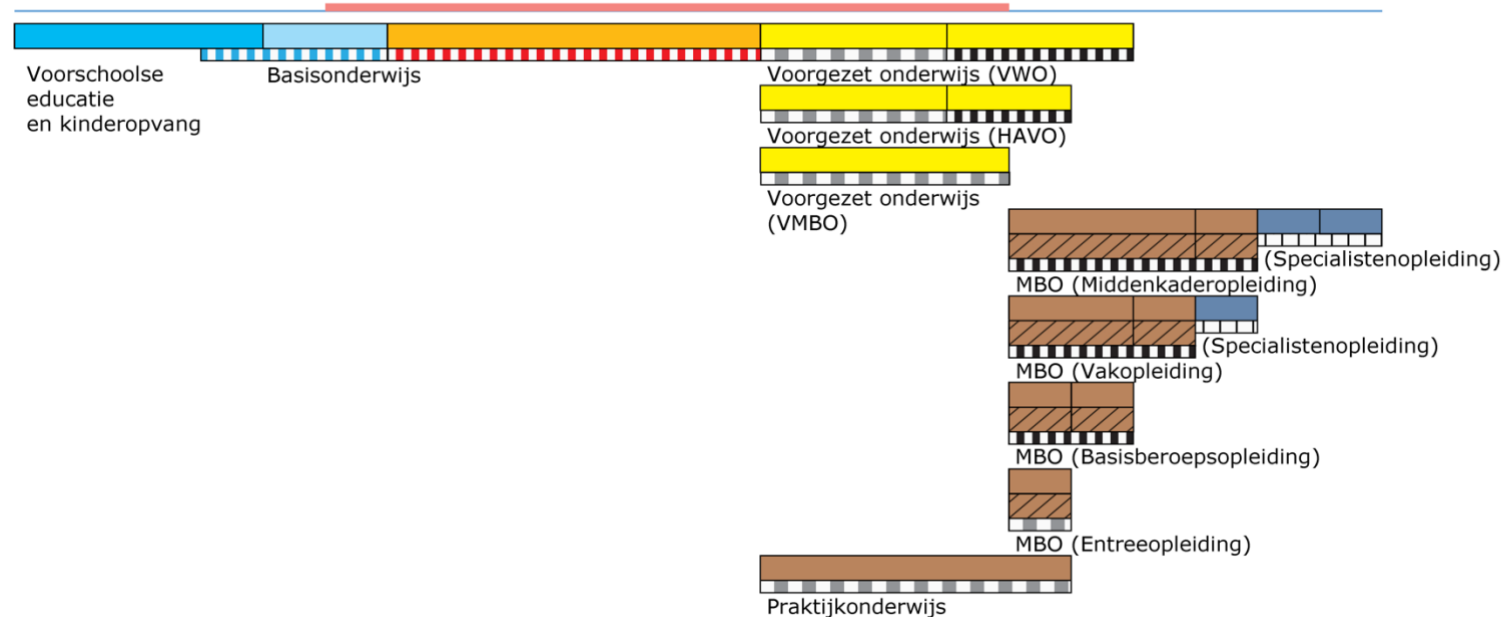 Voorschoolse
educatie
en kinderopvang
Basisonderwijs
Voorgezet onderwijs (VWO)
Voorgezet onderwijs (HAVO)
Voorgezet onderwijs
(VMBO)
(Specialistenopleiding)
MBO (Middenkaderopleiding)
(Specialistenopleiding)
MBO (Vakopleiding)
MBO (Basisberoepsopleiding)
MBO (Entreeopleiding)
Praktijkonderwijs